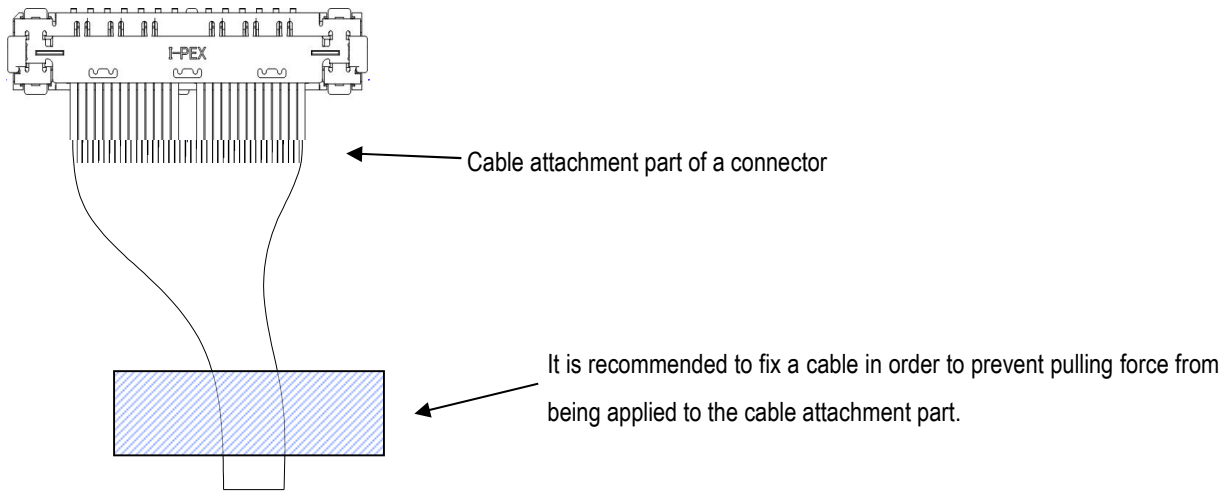 I-PEX
Cable attachment part of a connector
It is recommended to fix a cable in order to prevent pulling force from
being applied to the cable attachment part.